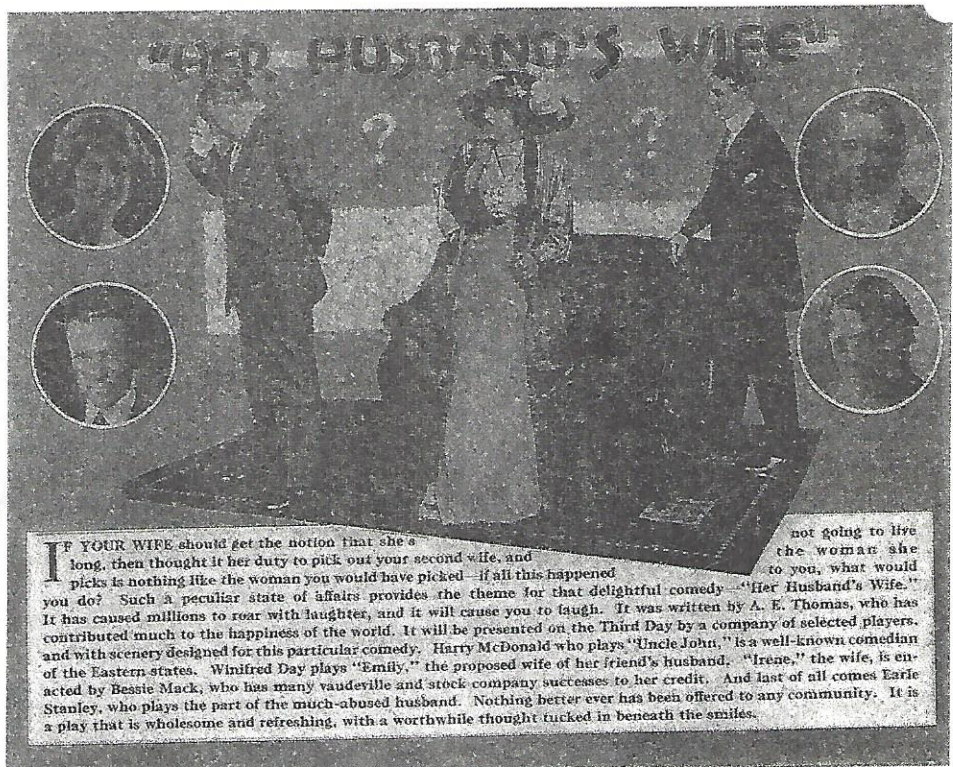 "HER HUSBAND'S WIFE"
?
?
IF YOUR WIFE should get the notion that she's not going to live
long, then thought it her duty to pick out your second wife, and the woman she
picks is nothing like the woman you would have picked—if all this happened to you, what would
you do? Such a peculiar state of affairs provides the theme for that delightful comedy—"Her Husband's Wife."
It has caused millions to roar with laughter, and it will cause you to laugh. It was written by A. E. Thomas, who has
contributed much to the happiness of the world. It will be presented on the Third Day by a company of selected players,
and with scenery designed for this particular comedy. Harry McDonald who plays "Uncle John," is a well-known comedian
of the Eastern states. Winifred Day plays "Emily," the proposed wife of her friend's husband. "Irene," the wife, is en-
acted by Bessie Mack, who has many vaudeville and stock company successes to her credit. And last of all comes Earle
Stanley, who plays the part of the much-abused husband. Nothing better ever has been offered to any community. It is
a play that is wholesome and refreshing, with a worthwhile thought tucked in beneath the smiles.